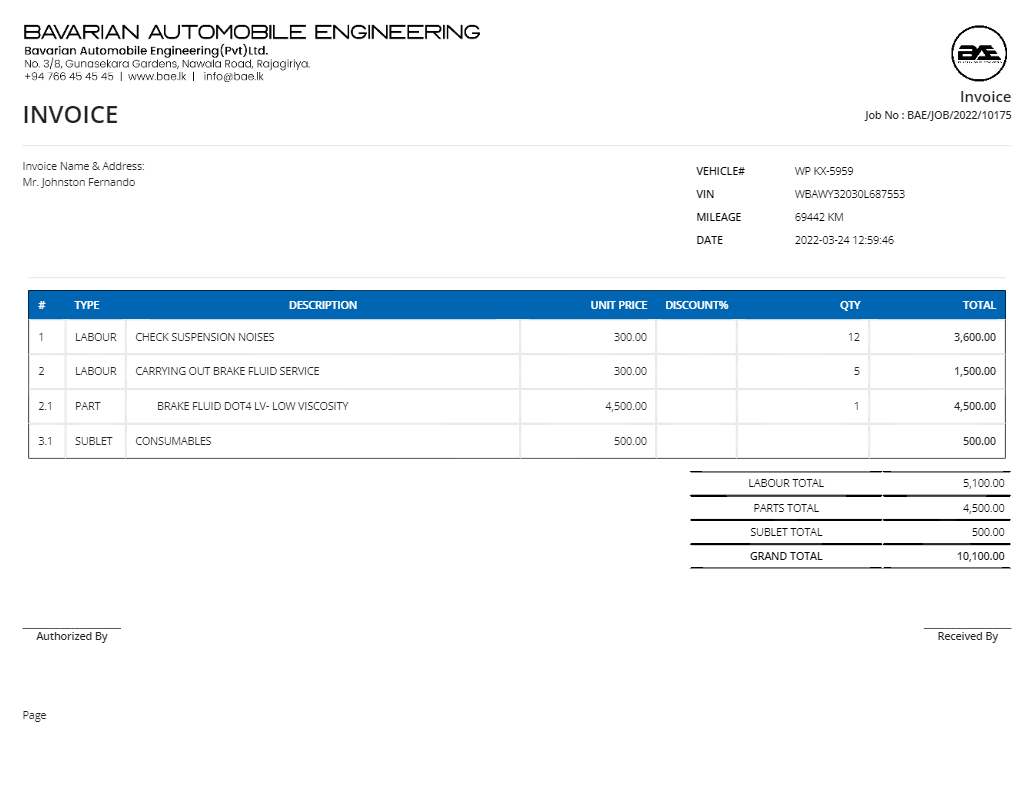 BAVARIAN AUTOMOBILE ENGINEERING
Bavarian Automobile Engineering(Pvt)Ltd.
No. 3/8, Gunasekara Gardens, Nawala Road, Rajagiriya.
+94 766 45 45 45 | www.bae.lk | info@bae.lk
BAE
Invoice
INVOICE
Job No : BAE/JOB/2022/10175
Invoice Name & Address:
Mr. Johnston Fernando
VEHICLE# WP KX-5959
VIN WBAWY32030L687553
MILEAGE 69442 KM
DATE 2022-03-24 12:59:46
# TYPE DESCRIPTION UNIT PRICE DISCOUNT% QTY TOTAL
1 LABOUR CHECK SUSPENSION NOISES 300.00 12 3,600.00
2 LABOUR CARRYING OUT BRAKE FLUID SERVICE 300.00 5 1,500.00
2.1 PART BRAKE FLUID DOT4 LV- LOW VISCOSITY 4,500.00 1 4,500.00
3.1 SUBLET CONSUMABLES 500.00 500.00
LABOUR TOTAL 5,100.00
PARTS TOTAL 4,500.00
SUBLET TOTAL 500.00
GRAND TOTAL 10,100.00
Authorized By Received By
Page